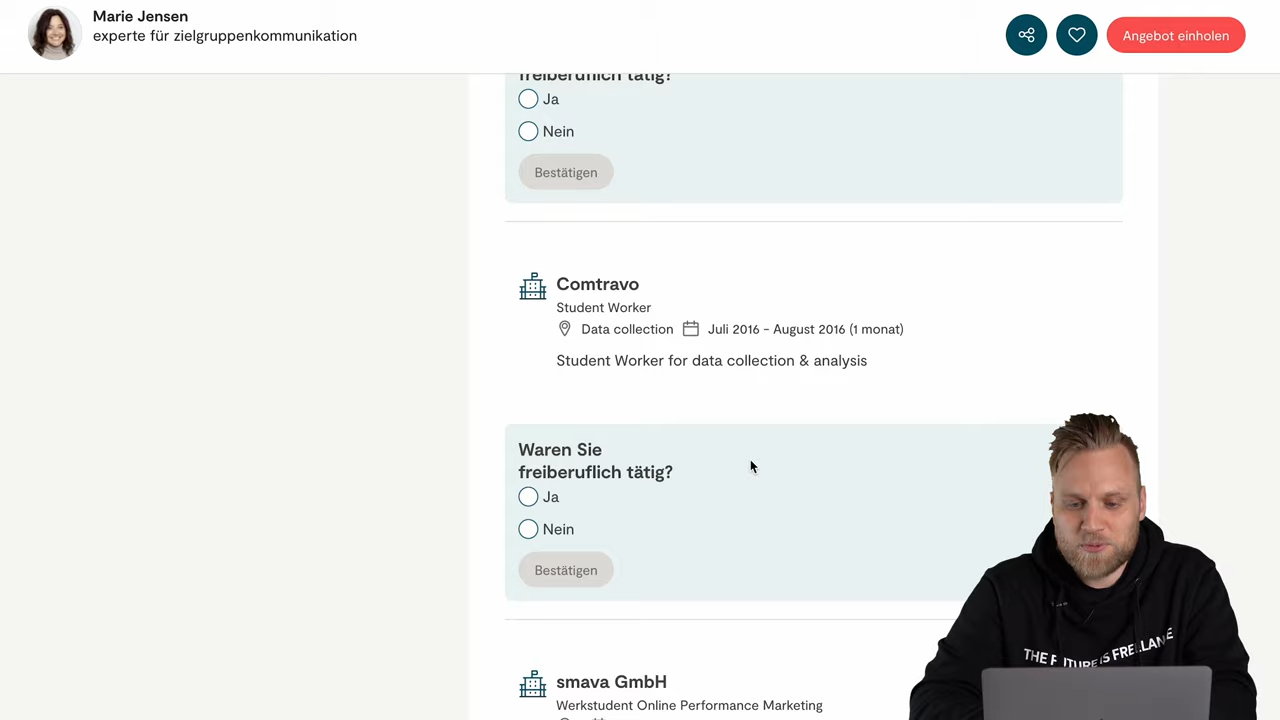 Marie Jensen
experte für zielgruppenkommunikation
Angebot einholen
freiberuflich tätig?
Ja
Nein
Bestätigen
Comtravo
Student Worker
Data collection Juli 2016 - August 2016 (1 monat)
Student Worker for data collection & analysis
Waren Sie
freiberuflich tätig?
Ja
Nein
Bestätigen
smava GmbH
Werkstudent Online Performance Marketing
THE FUTURE IS FREELANCE